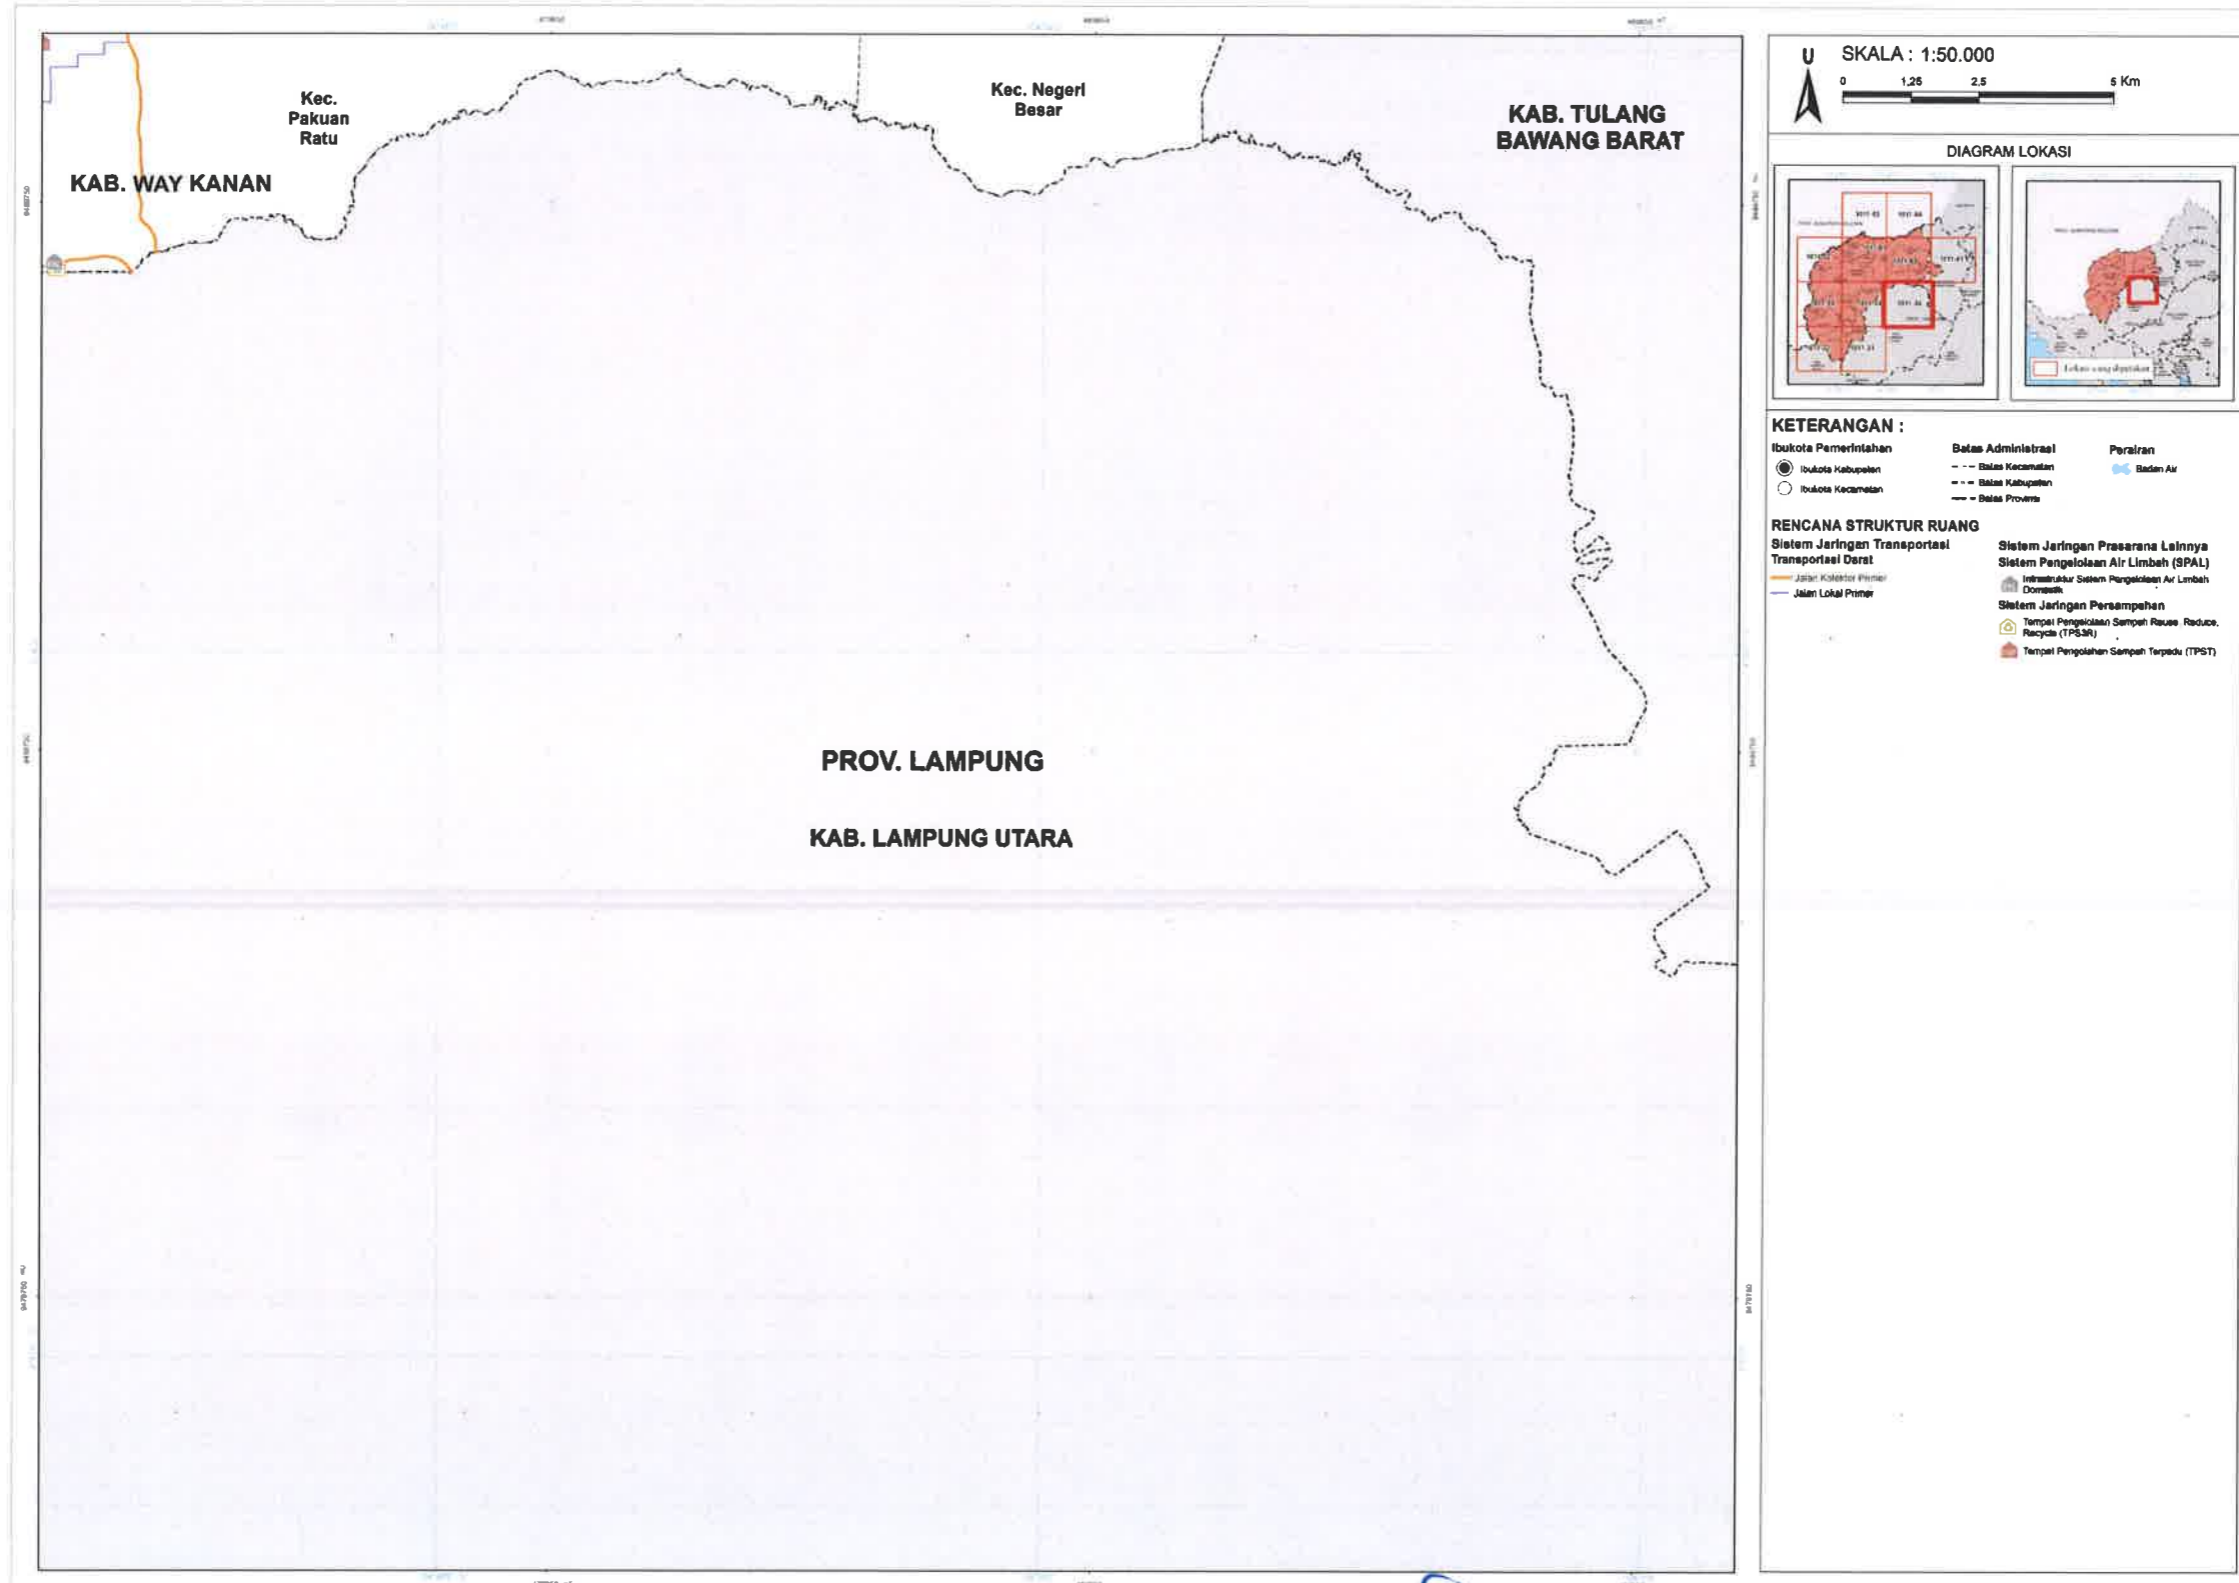 Kec.
Pakuan
Ratu
KAB. WAY KANAN
Kec. Negeri
Besar
KAB. TULANG
BAWANG BARAT
PROV. LAMPUNG
KAB. LAMPUNG UTARA
U
SKALA : 1:50.000
0 1,25 2,5 5 Km
DIAGRAM LOKASI
Lokasi yang dipetakan
KETERANGAN :
Ibukota Pemerintahan
Ibukota Kabupaten
Ibukota Kecamatan
Batas Administrasi
Batas Kecamatan
Batas Kabupaten
Batas Provinsi
Perairan
Badan Air
RENCANA STRUKTUR RUANG
Sistem Jaringan Transportasi
Transportasi Darat
Jalan Kolektor Primer
Jalan Lokal Primer
Sistem Jaringan Prasarana Lainnya
Sistem Pengelolaan Air Limbah (SPAL)
Infrastruktur Sistem Pengelolaan Air Limbah
Domestik
Sistem Jaringan Persampahan
Tempat Pengelolaan Sampah Reuse, Reduce,
Recycle (TPS3R)
Tempat Pengolahan Sampah Terpadu (TPST)